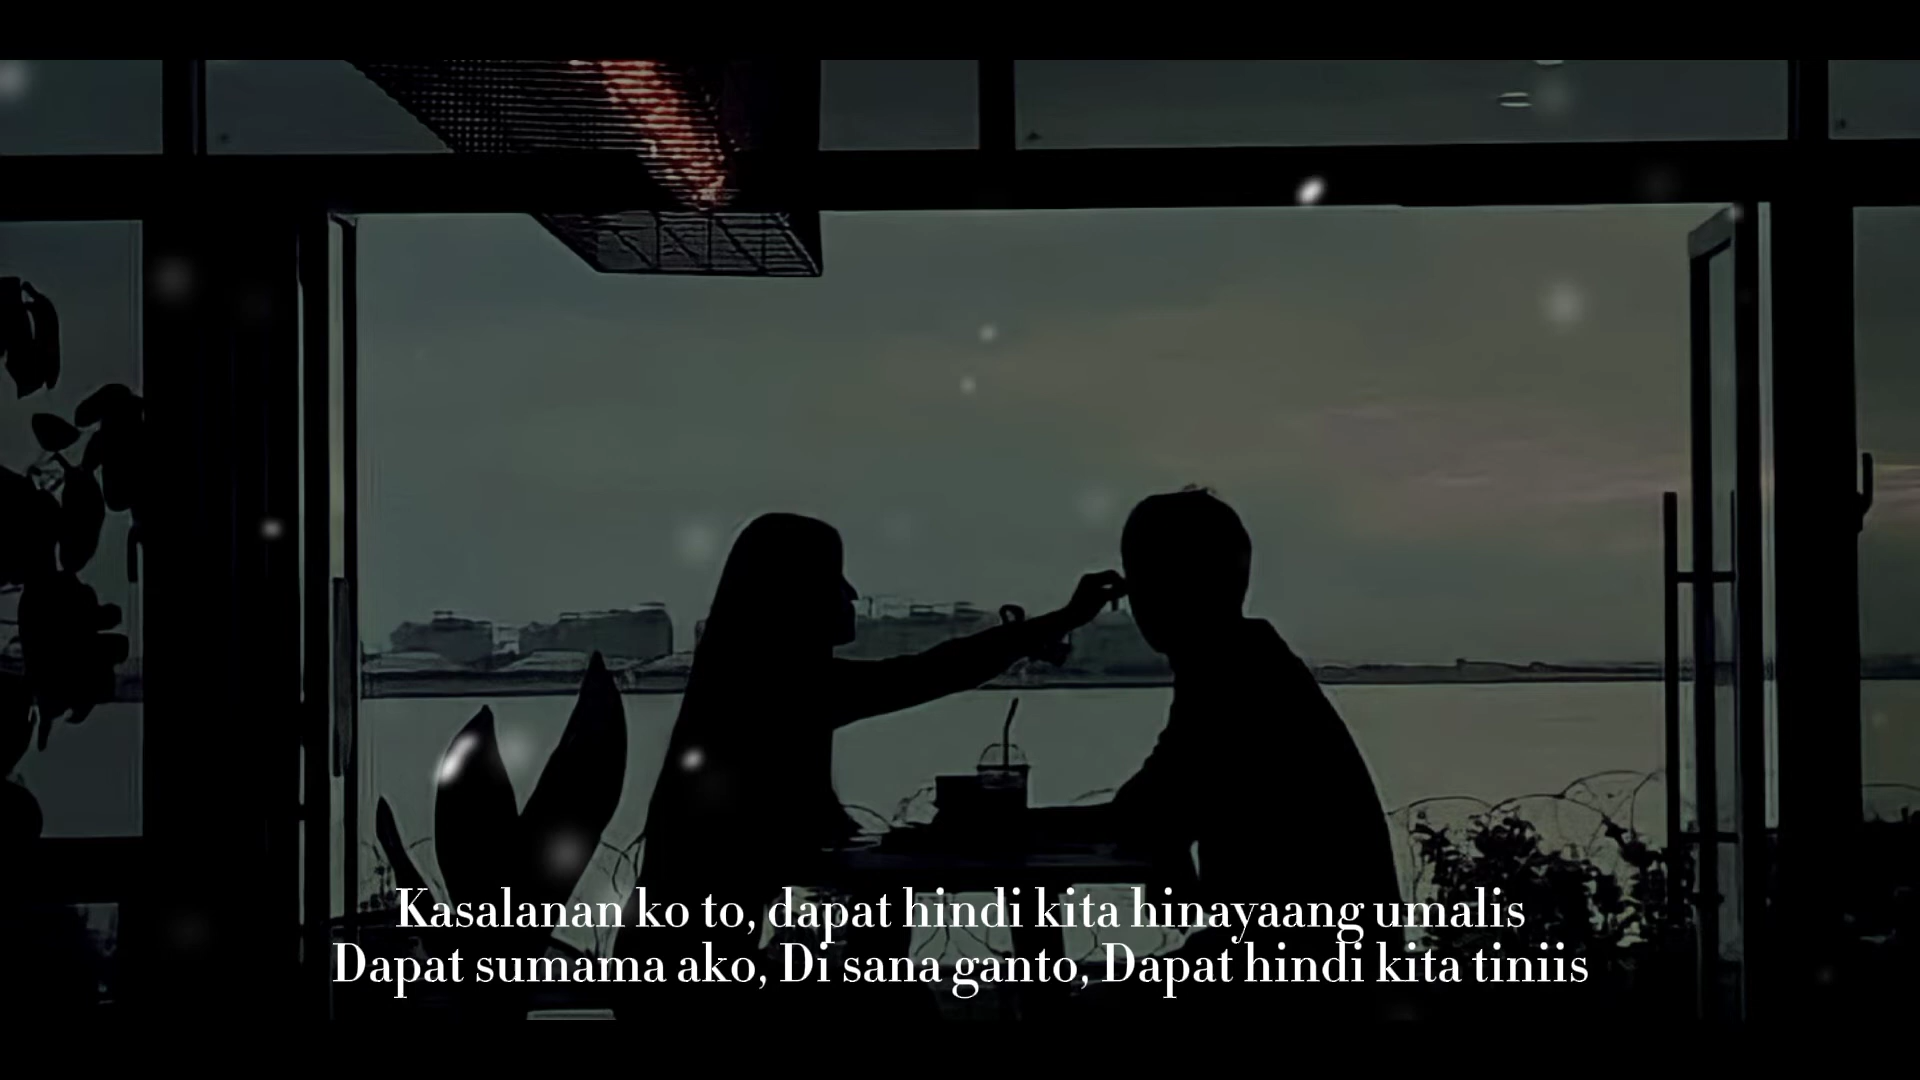 Kasalanan ko to, dapat hindi kita hinayaang umalis
Dapat sumama ako, Di sana ganto, Dapat hindi kita tiniis